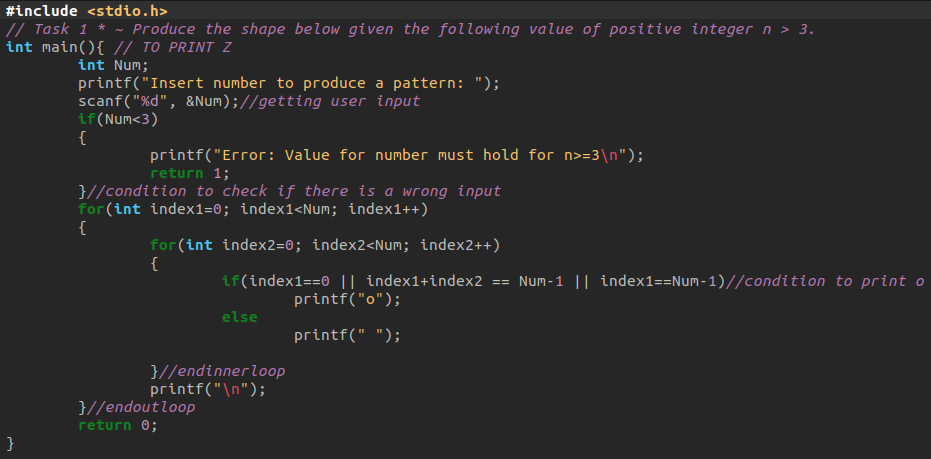 #include <stdio.h>
// Task 1 * ~ Produce the shape below given the following value of positive integer n > 3.
int main(){ // TO PRINT Z
        int Num;
        printf("Insert number to produce a pattern: ");
        scanf("%d", &Num);//getting user input
        if(Num<3)
        {
                printf("Error: Value for number must hold for n>=3\n");
                return 1;
        }//condition to check if there is a wrong input
        for(int index1=0; index1<Num; index1++)
        {
                for(int index2=0; index2<Num; index2++)
                {
                        if(index1==0 || index1+index2 == Num-1 || index1==Num-1)//condition to print o
                                printf("o");
                        else
                                printf(" ");

                }//endinnerloop
                printf("\n");
        }//endoutloop
        return 0;
}